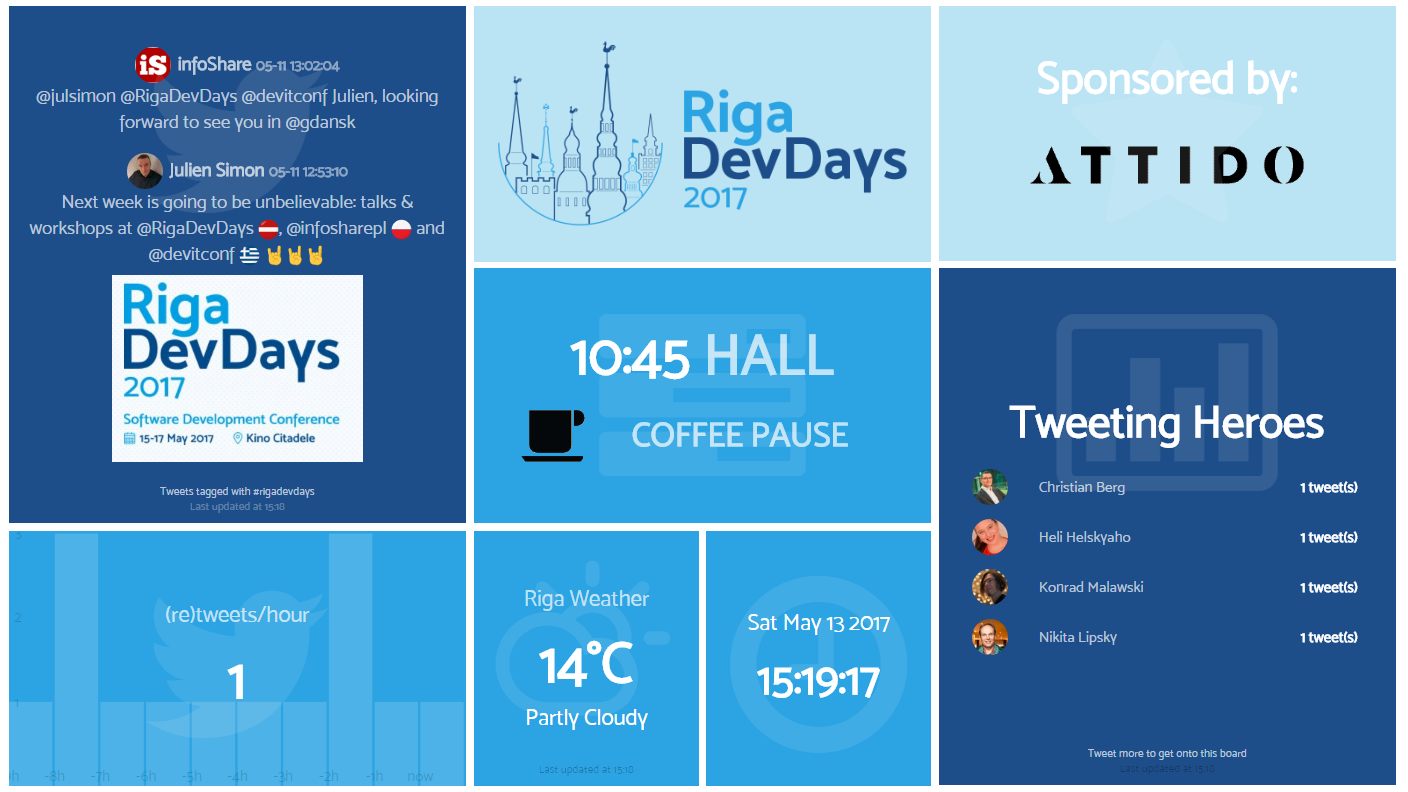 iS infoShare 05-11 13:02:04
@julsimon @RigaDevDays @devitconf Julien, looking
forward to see you in @gdansk
Julien Simon 05-11 12:53:10
Next week is going to be unbelievable: talks &
workshops at @RigaDevDays 🇱🇻, @infosharepl 🇵🇱 and
@devitconf 🇬🇷 🤘🤘🤘
Riga
DevDays
2017
Software Development Conference
15-17 May 2017 Kino Citadele
Tweets tagged with #rigadevdays
Last updated at 15:18
Riga
DevDays
2017
Sponsored by:
ATTIDO
10:45 HALL
COFFEE PAUSE
Tweeting Heroes
Christian Berg 1 tweet(s)
Heli Helskyaho 1 tweet(s)
Konrad Malawski 1 tweet(s)
Nikita Lipsky 1 tweet(s)
Tweet more to get onto this board
Last updated at 15:18
3
2
1
(re)tweets/hour
1
-8h -7h -6h -5h -4h -3h -2h -1h now
Riga Weather
14°C
Partly Cloudy
Last updated at 15:18
Sat May 13 2017
15:19:17